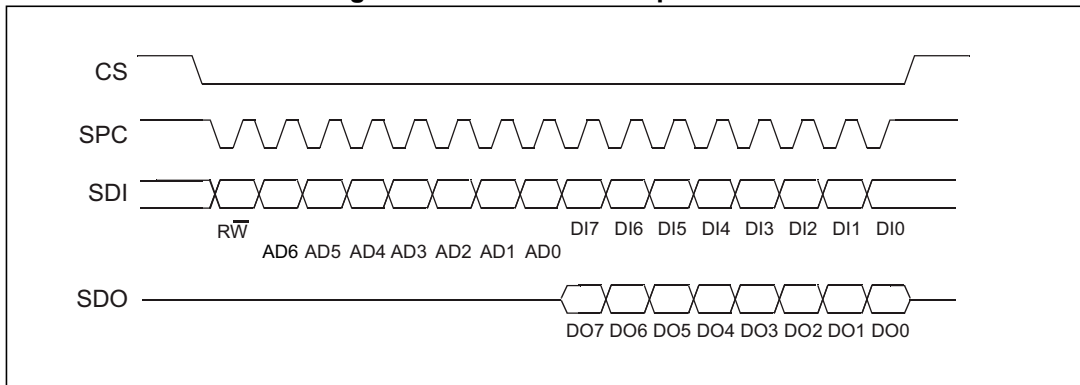 CS
SPC
SDI
RW̅ DI7 DI6 DI5 DI4 DI3 DI2 DI1 DI0
AD6 AD5 AD4 AD3 AD2 AD1 AD0
SDO
DO7 DO6 DO5 DO4 DO3 DO2 DO1 DO0